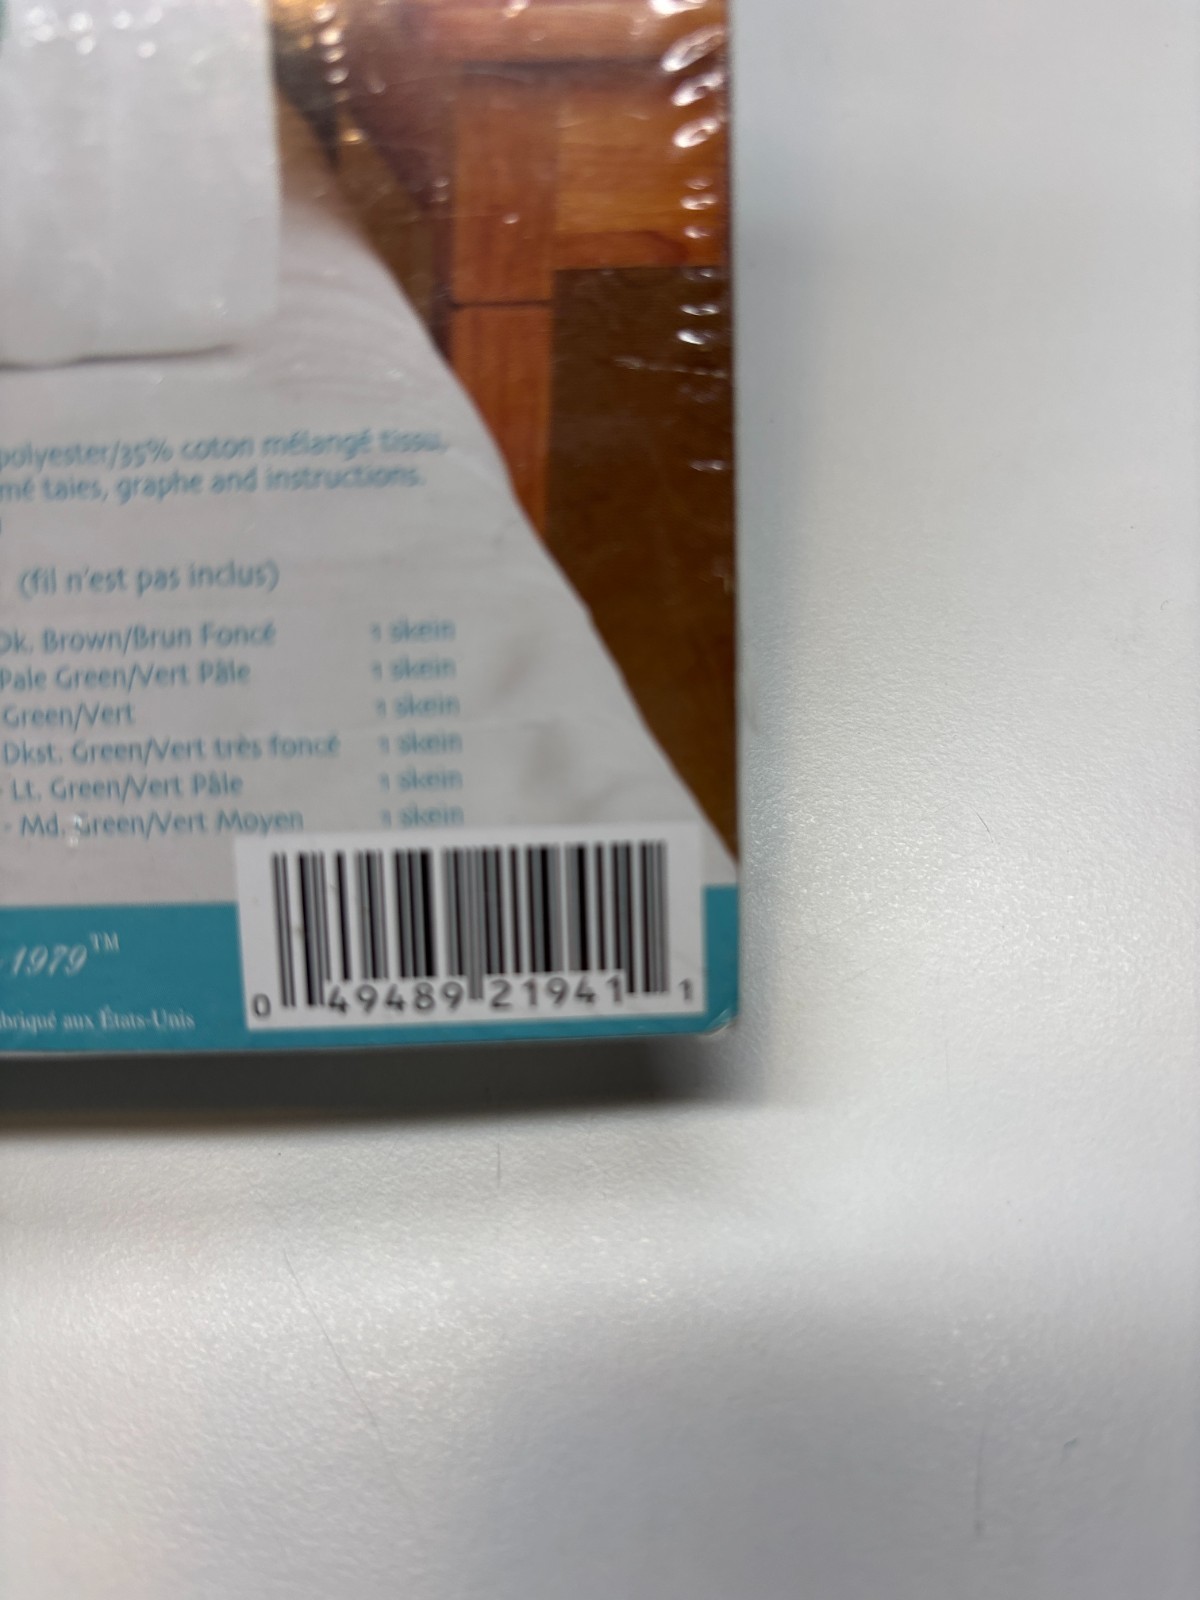 polyester/35% coton mélangé tissu,
mé taies, graphe and instructions.
(fil n'est pas inclus)
Dk. Brown/Brun Foncé 1 skein
Pale Green/Vert Pâle 1 skein
Green/Vert 1 skein
Dkst. Green/Vert très foncé 1 skein
- Lt. Green/Vert Pâle 1 skein
- Md. Green/Vert Moyen 1 skein
1979™
abriqué aux États-Unis
0 49489 21941 1